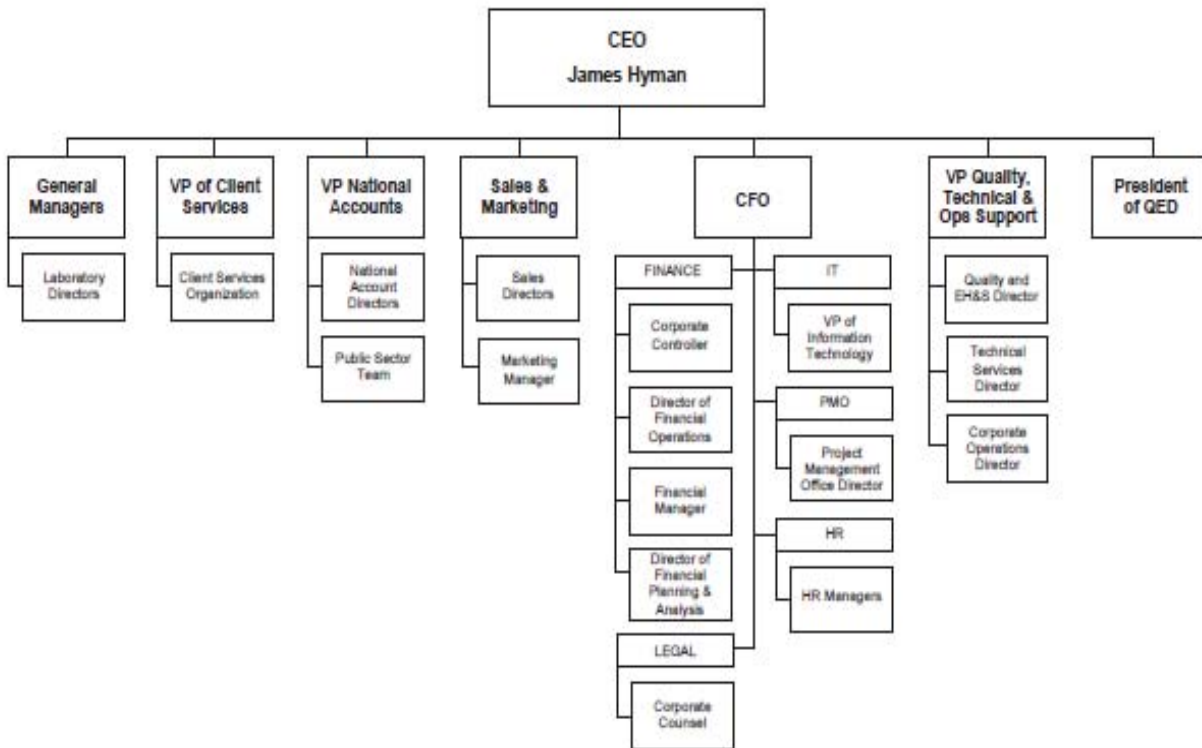 CEO
James Hyman
General
Managers
VP of Client
Services
VP National
Accounts
Sales &
Marketing
CFO
VP Quality,
Technical &
Ops Support
President
of QED
Laboratory
Directors
Client Services
Organization
National
Account
Directors
Public Sector
Team
Sales
Directors
Marketing
Manager
FINANCE
Corporate
Controller
Director of
Financial
Operations
Financial
Manager
Director of
Financial
Planning &
Analysis
LEGAL
Corporate
Counsel
IT
VP of
Information
Technology
PMO
Project
Management
Office Director
HR
HR Managers
Quality and
EH&S Director
Technical
Services
Director
Corporate
Operations
Director